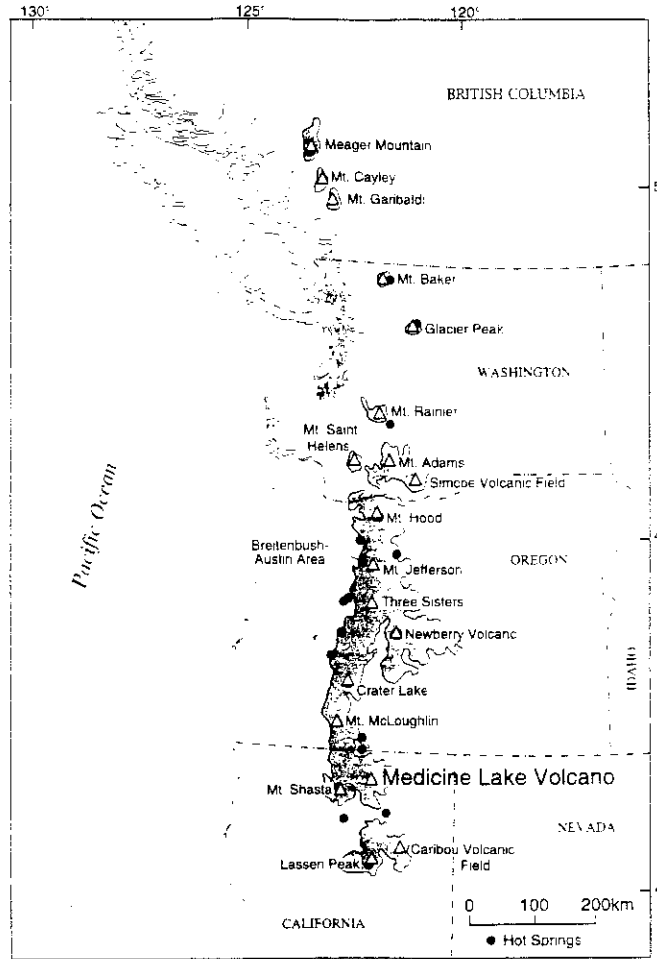 130°
125°
120°
BRITISH COLUMBIA
Meager Mountain
Mt. Cayley
Mt. Garibaldi
5
Mt. Baker
Glacier Peak
WASHINGTON
Mt. Rainier
Mt. Saint
Helens
Mt. Adams
Simcoe Volcanic Field
Mt. Hood
Pacific Ocean
Breitenbush-
Austin Area
4
OREGON
Mt. Jefferson
Three Sisters
Newberry Volcano
IDAHO
Crater Lake
Mt. McLoughlin
Medicine Lake Volcano
Mt. Shasta
NEVADA
Caribou Volcanic
Field
Lassen Peak
0 100 200km
CALIFORNIA
Hot Springs